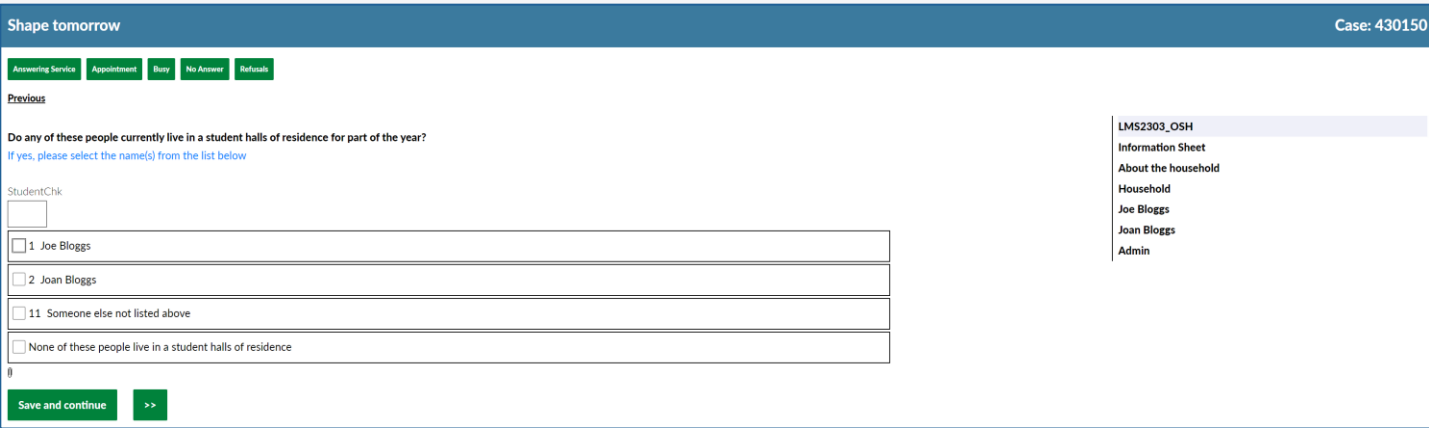 Shape tomorrow
Case: 430150
Answering Service
Appointment
Busy
No Answer
Refusals
Previous
Do any of these people currently live in a student halls of residence for part of the year?
If yes, please select the name(s) from the list below
StudentChk
1 Joe Bloggs
2 Joan Bloggs
11 Someone else not listed above
None of these people live in a student halls of residence
Save and continue
>>
LMS2303_OSH
Information Sheet
About the household
Household
Joe Bloggs
Joan Bloggs
Admin